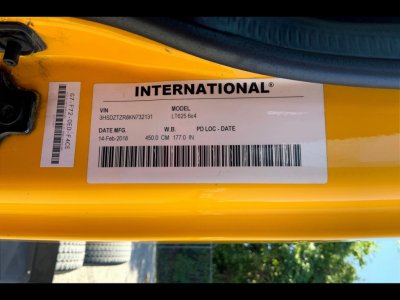 INTERNATIONAL®
VIN MODEL
3HSDZTZR8KN732131 LT625 6x4
DATE MFG. W.B. PD LOC - DATE
14-Feb-2018 450.0 CM 177.0 IN